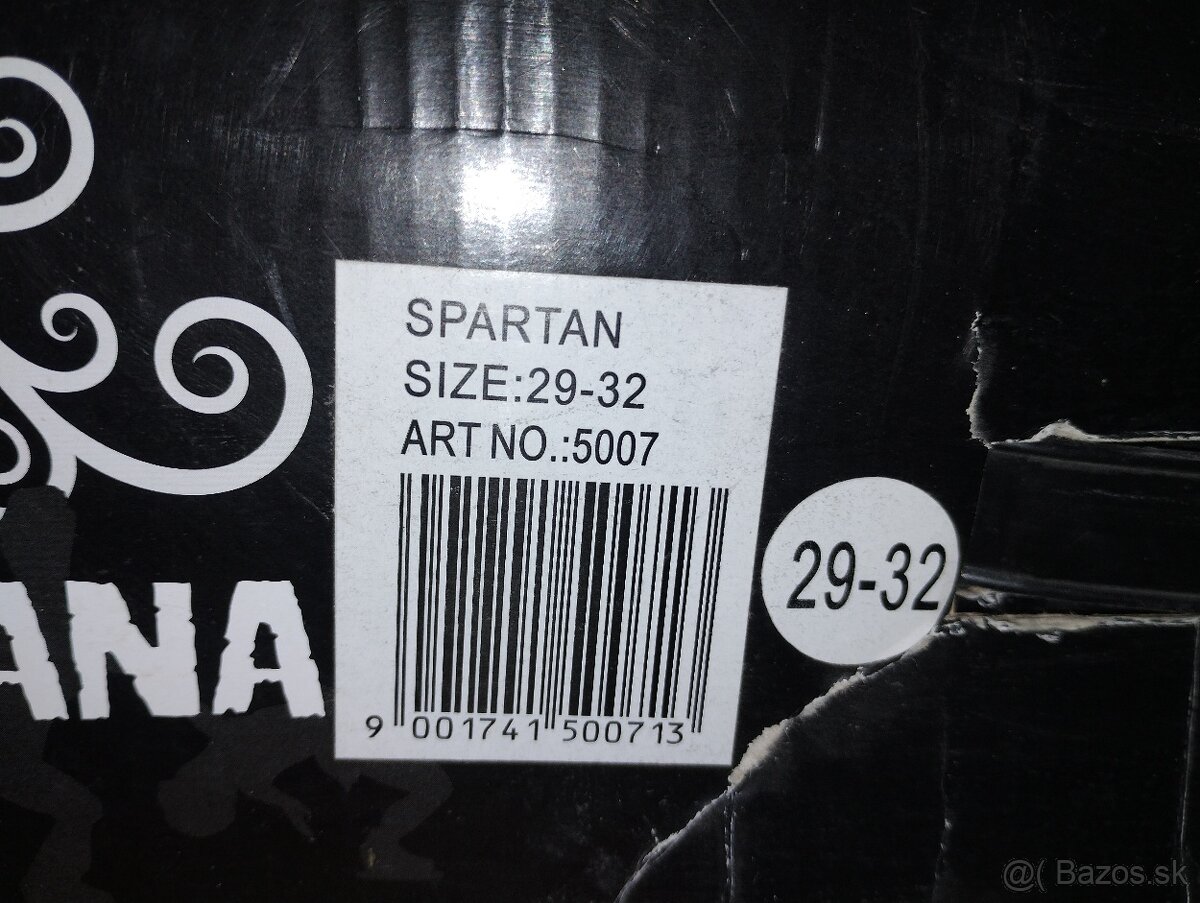 SPARTAN
SIZE:29-32
ART NO.:5007
29-32
ANA
9 001741 500713
@( Bazos.sk